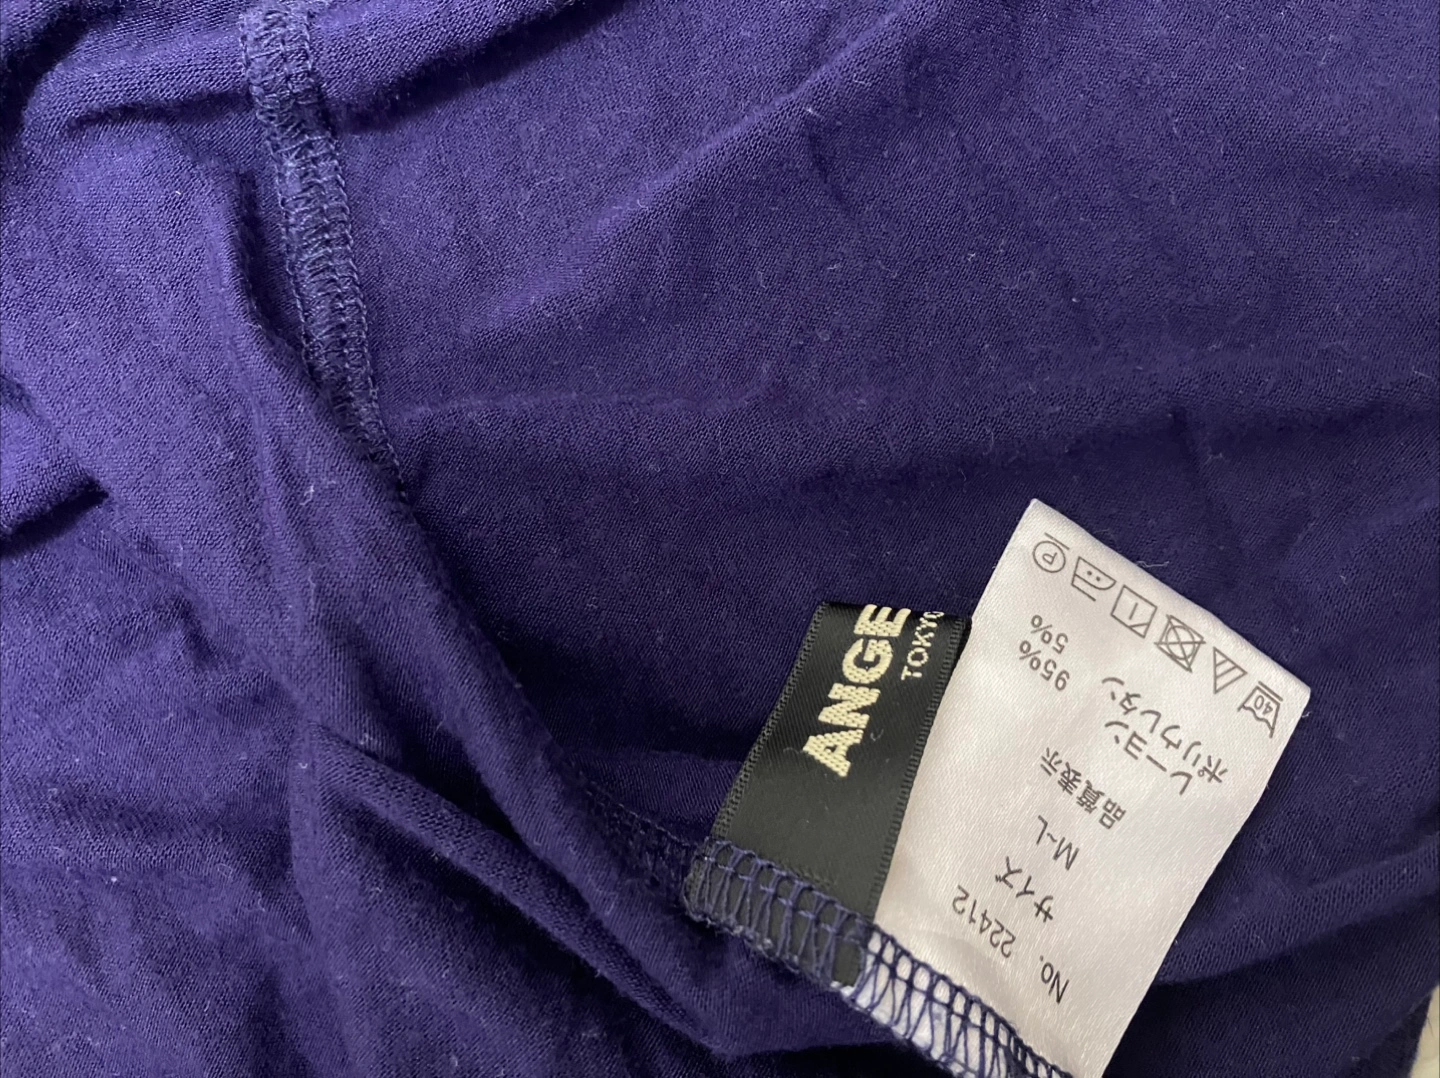 ANGE
TOKYO
No. 22412
サイズ
M~L
品質表示
レーヨン 95%
ポリウレタン 5%
40
P